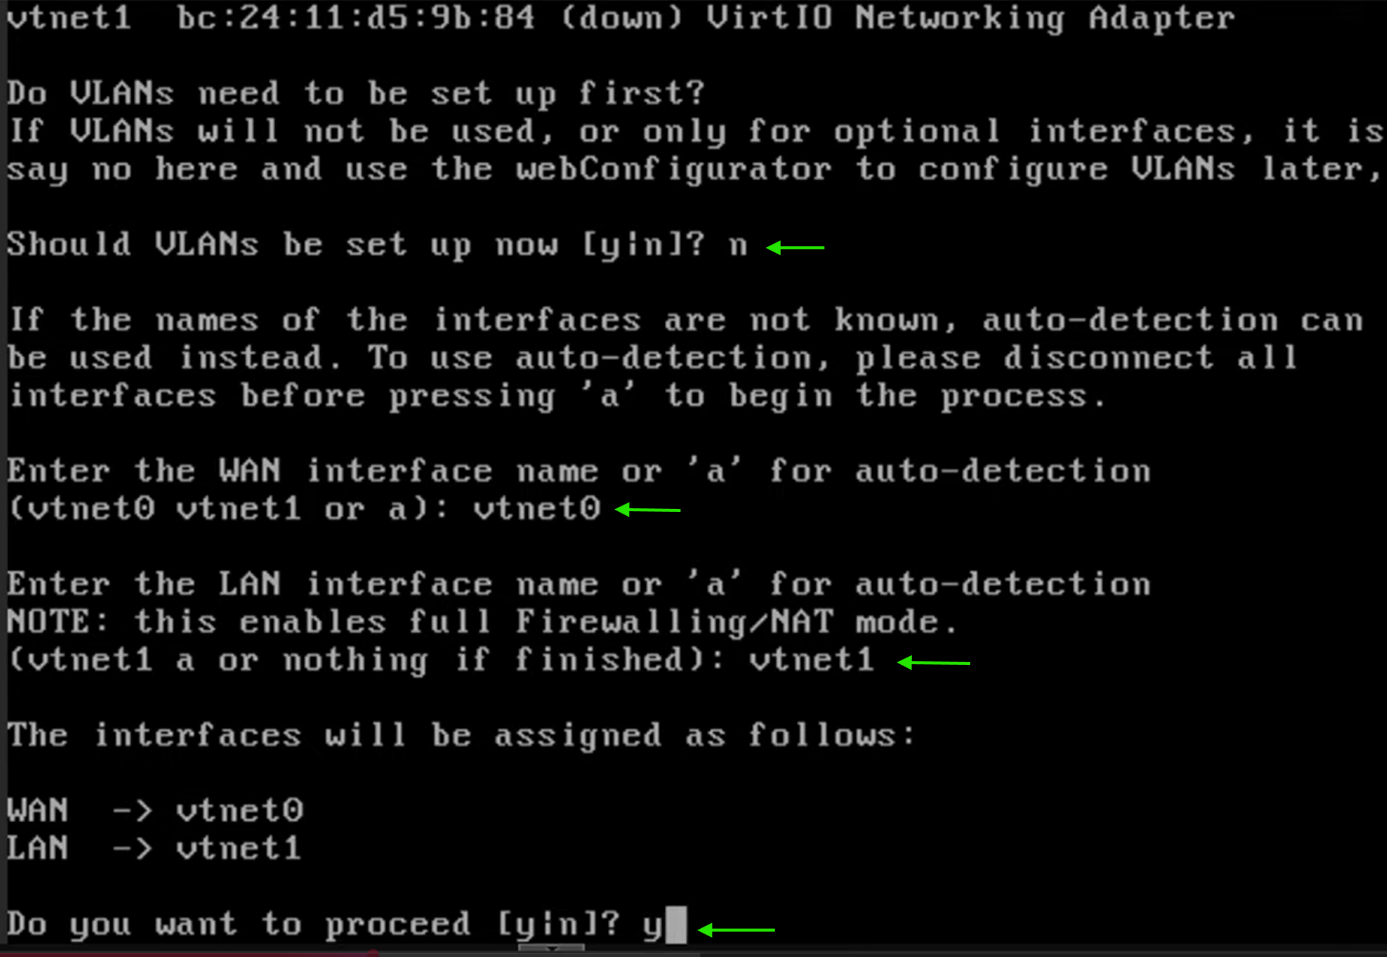 vtnet1  bc:24:11:d5:9b:84 (down) VirtIO Networking Adapter
Do VLANs need to be set up first?
If VLANs will not be used, or only for optional interfaces, it is
say no here and use the webConfigurator to configure VLANs later,
Should VLANs be set up now [y|n]? n
If the names of the interfaces are not known, auto-detection can
be used instead. To use auto-detection, please disconnect all
interfaces before pressing 'a' to begin the process.
Enter the WAN interface name or 'a' for auto-detection
(vtnet0 vtnet1 or a): vtnet0
Enter the LAN interface name or 'a' for auto-detection
NOTE: this enables full Firewalling/NAT mode.
(vtnet1 a or nothing if finished): vtnet1
The interfaces will be assigned as follows:
WAN  -> vtnet0
LAN  -> vtnet1
Do you want to proceed [y|n]? y